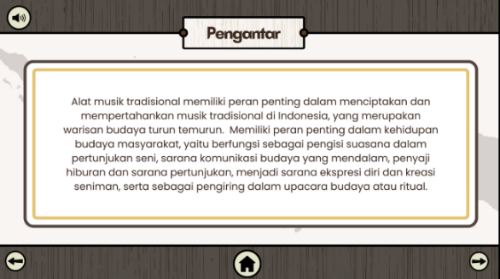 Pengantar
Alat musik tradisional memiliki peran penting dalam menciptakan dan
mempertahankan musik tradisional di Indonesia, yang merupakan
warisan budaya turun temurun. Memiliki peran penting dalam kehidupan
budaya masyarakat, yaitu berfungsi sebagai pengisi suasana dalam
pertunjukan seni, sarana komunikasi budaya yang mendalam, penyaji
hiburan dan sarana pertunjukan, menjadi sarana ekspresi diri dan kreasi
seniman, serta sebagai pengiring dalam upacara budaya atau ritual.